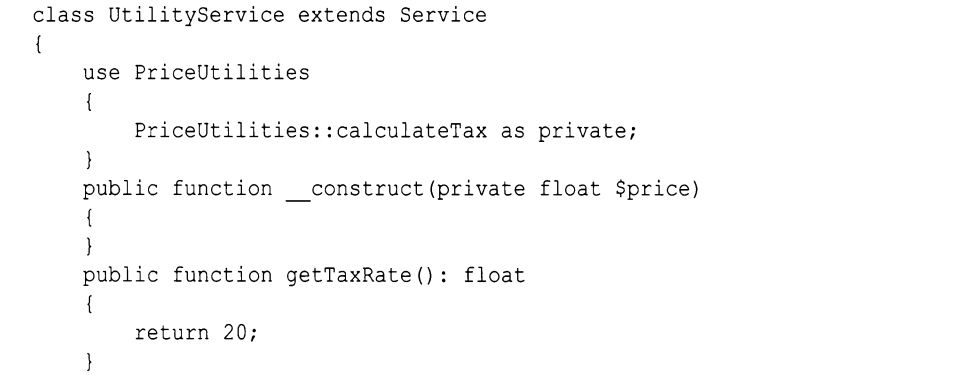 class UtilityService extends Service
{
    use PriceUtilities
    {
        PriceUtilities::calculateTax as private;
    }
    public function __construct(private float $price)
    {
    }
    public function getTaxRate(): float
    {
        return 20;
    }